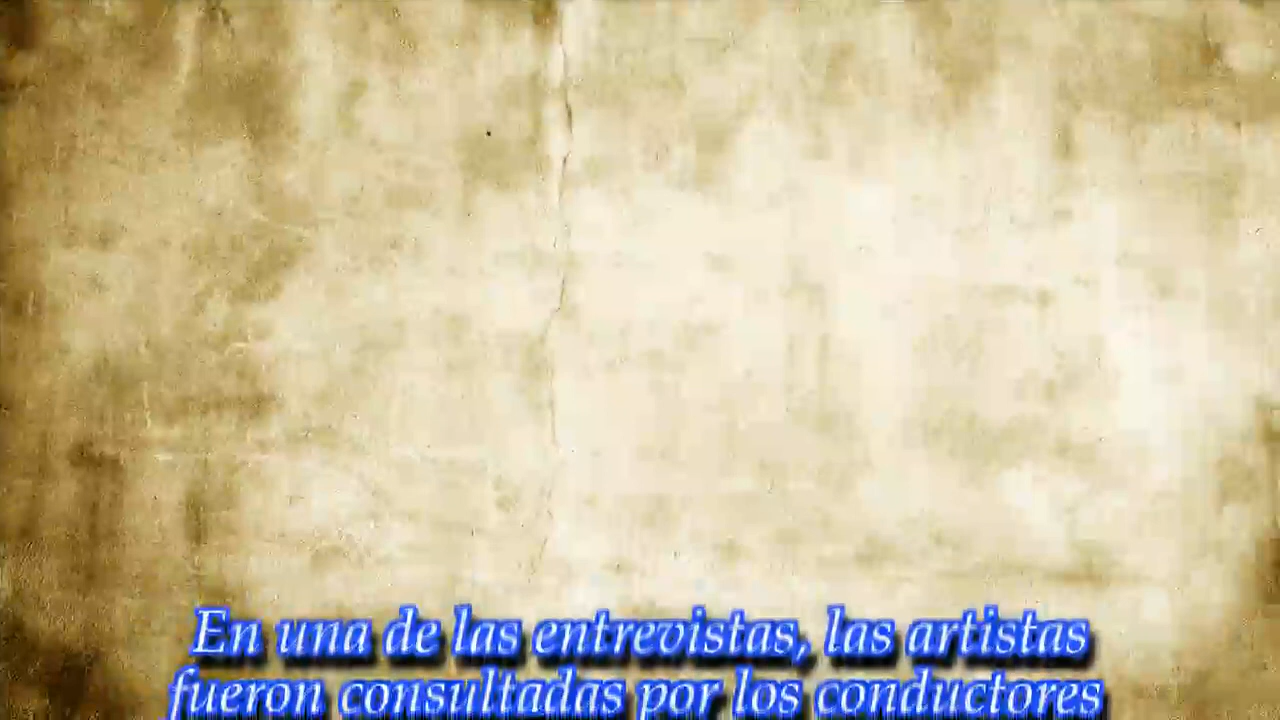 En una de las entrevistas, las artistas
fueron consultadas por los conductores